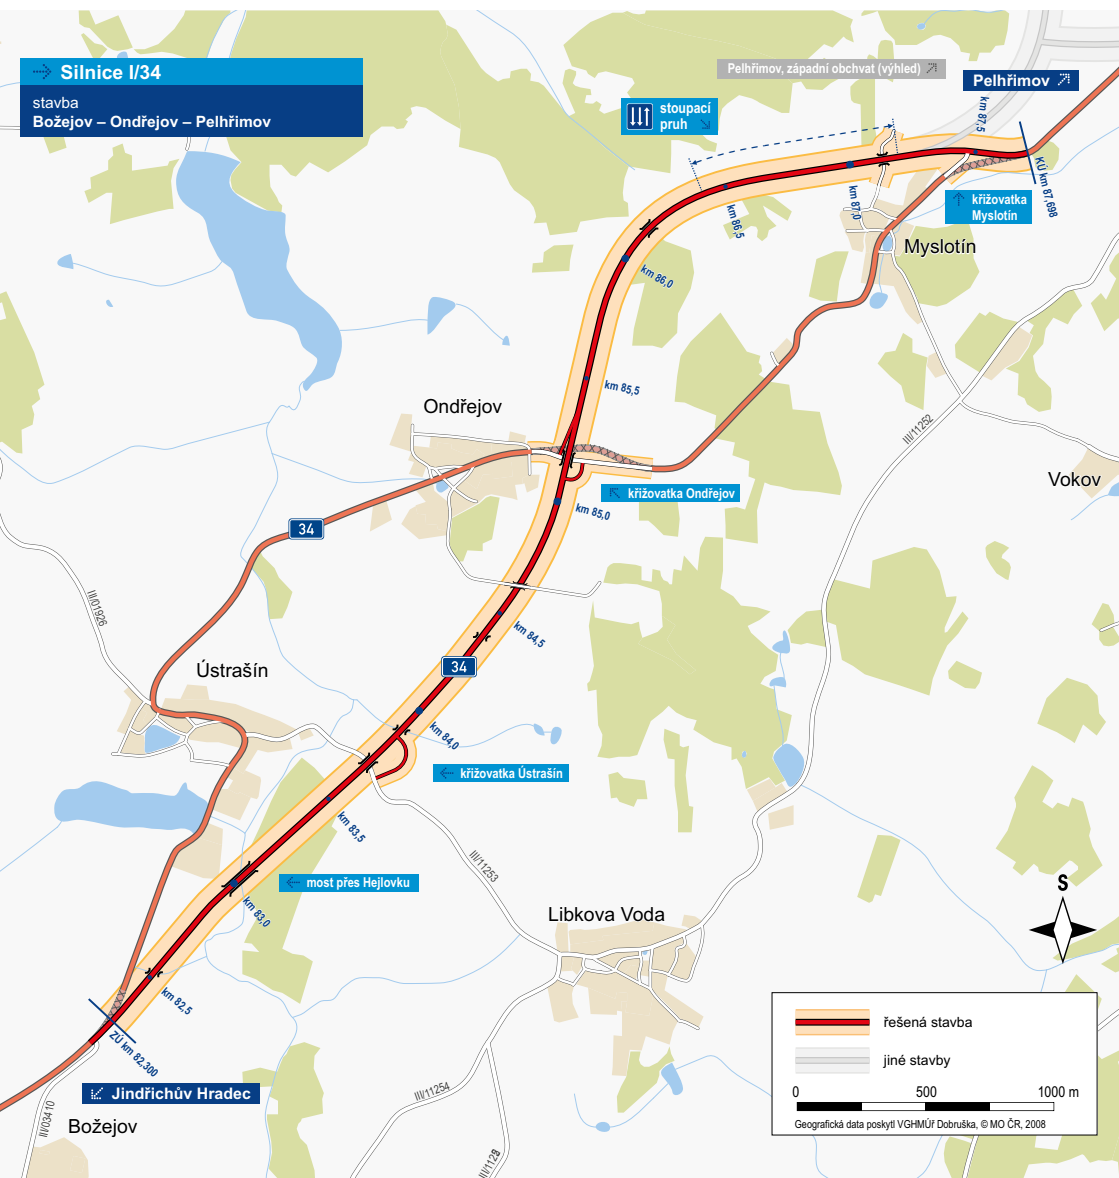 Silnice I/34
stavba
Božejov – Ondřejov – Pelhřimov
Pelhřimov, západní obchvat (výhled)
Pelhřimov
stoupací
pruh
km 87,5
KÚ km 87,698
křižovatka
Myslotín
km 87,0
km 86,5
Myslotín
km 86,0
km 85,5
Ondřejov
III/11252
Vokov
křižovatka Ondřejov
km 85,0
34
III/01926
km 84,5
34
Ústrašín
km 84,0
křižovatka Ústrašín
km 83,5
III/11253
most přes Hejlovku
km 83,0
Libkova Voda
S
km 82,5
ZÚ km 82,300
řešená stavba
jiné stavby
0 500 1000 m
Geografická data poskytl VGHMÚř Dobruška, © MO ČR, 2008
Jindřichův Hradec
III/11254
II/03410
Božejov